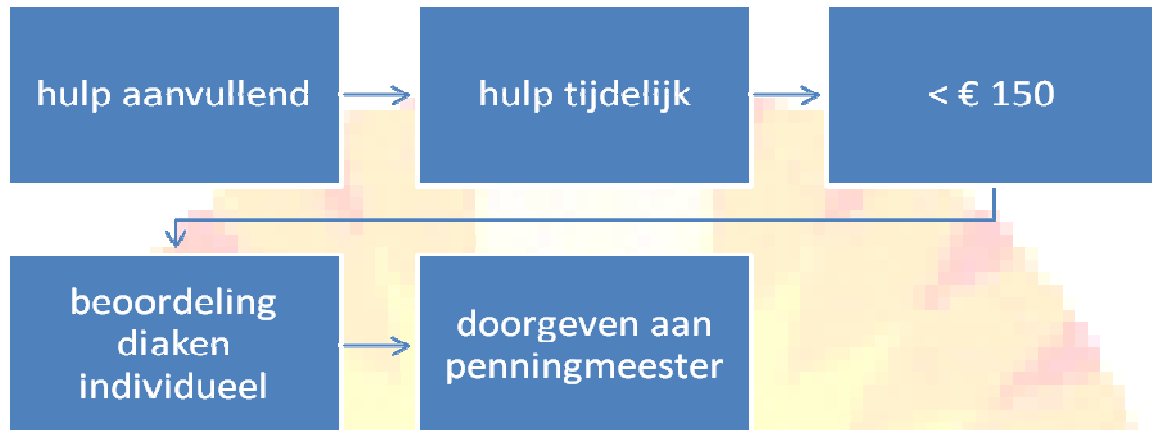 hulp aanvullend
hulp tijdelijk
< € 150
beoordeling
diaken
individueel
doorgeven aan
penningmeester